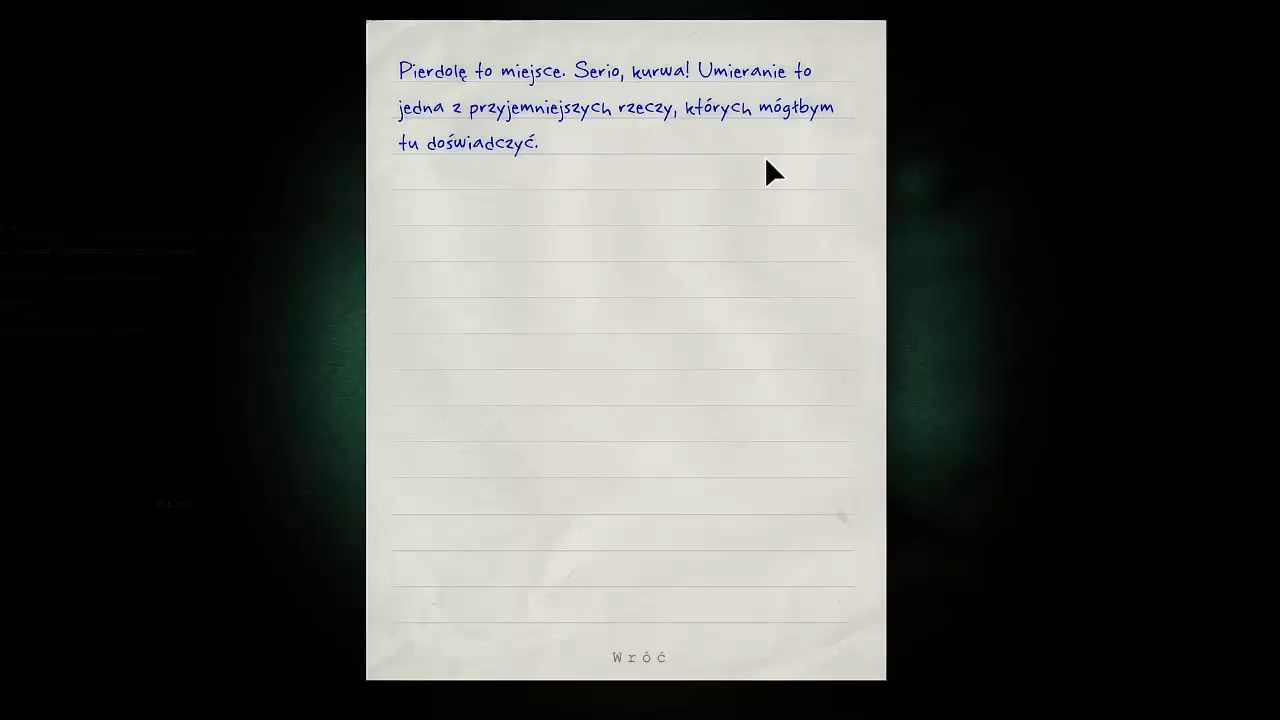 Pierdolę to miejsce. Serio, kurwa! Umieranie to
jedna z przyjemniejszych rzeczy, których mógłbym
tu doświadczyć.
Wróć